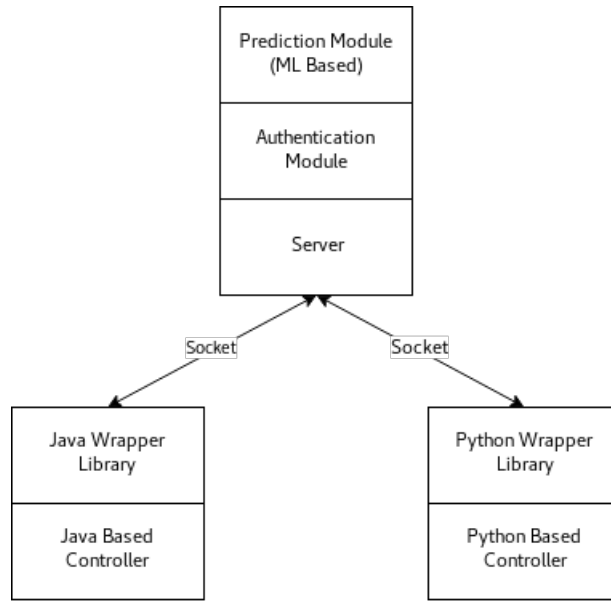 Prediction Module
(ML Based)
Authentication
Module
Server
Socket
Socket
Java Wrapper
Library
Python Wrapper
Library
Java Based
Controller
Python Based
Controller